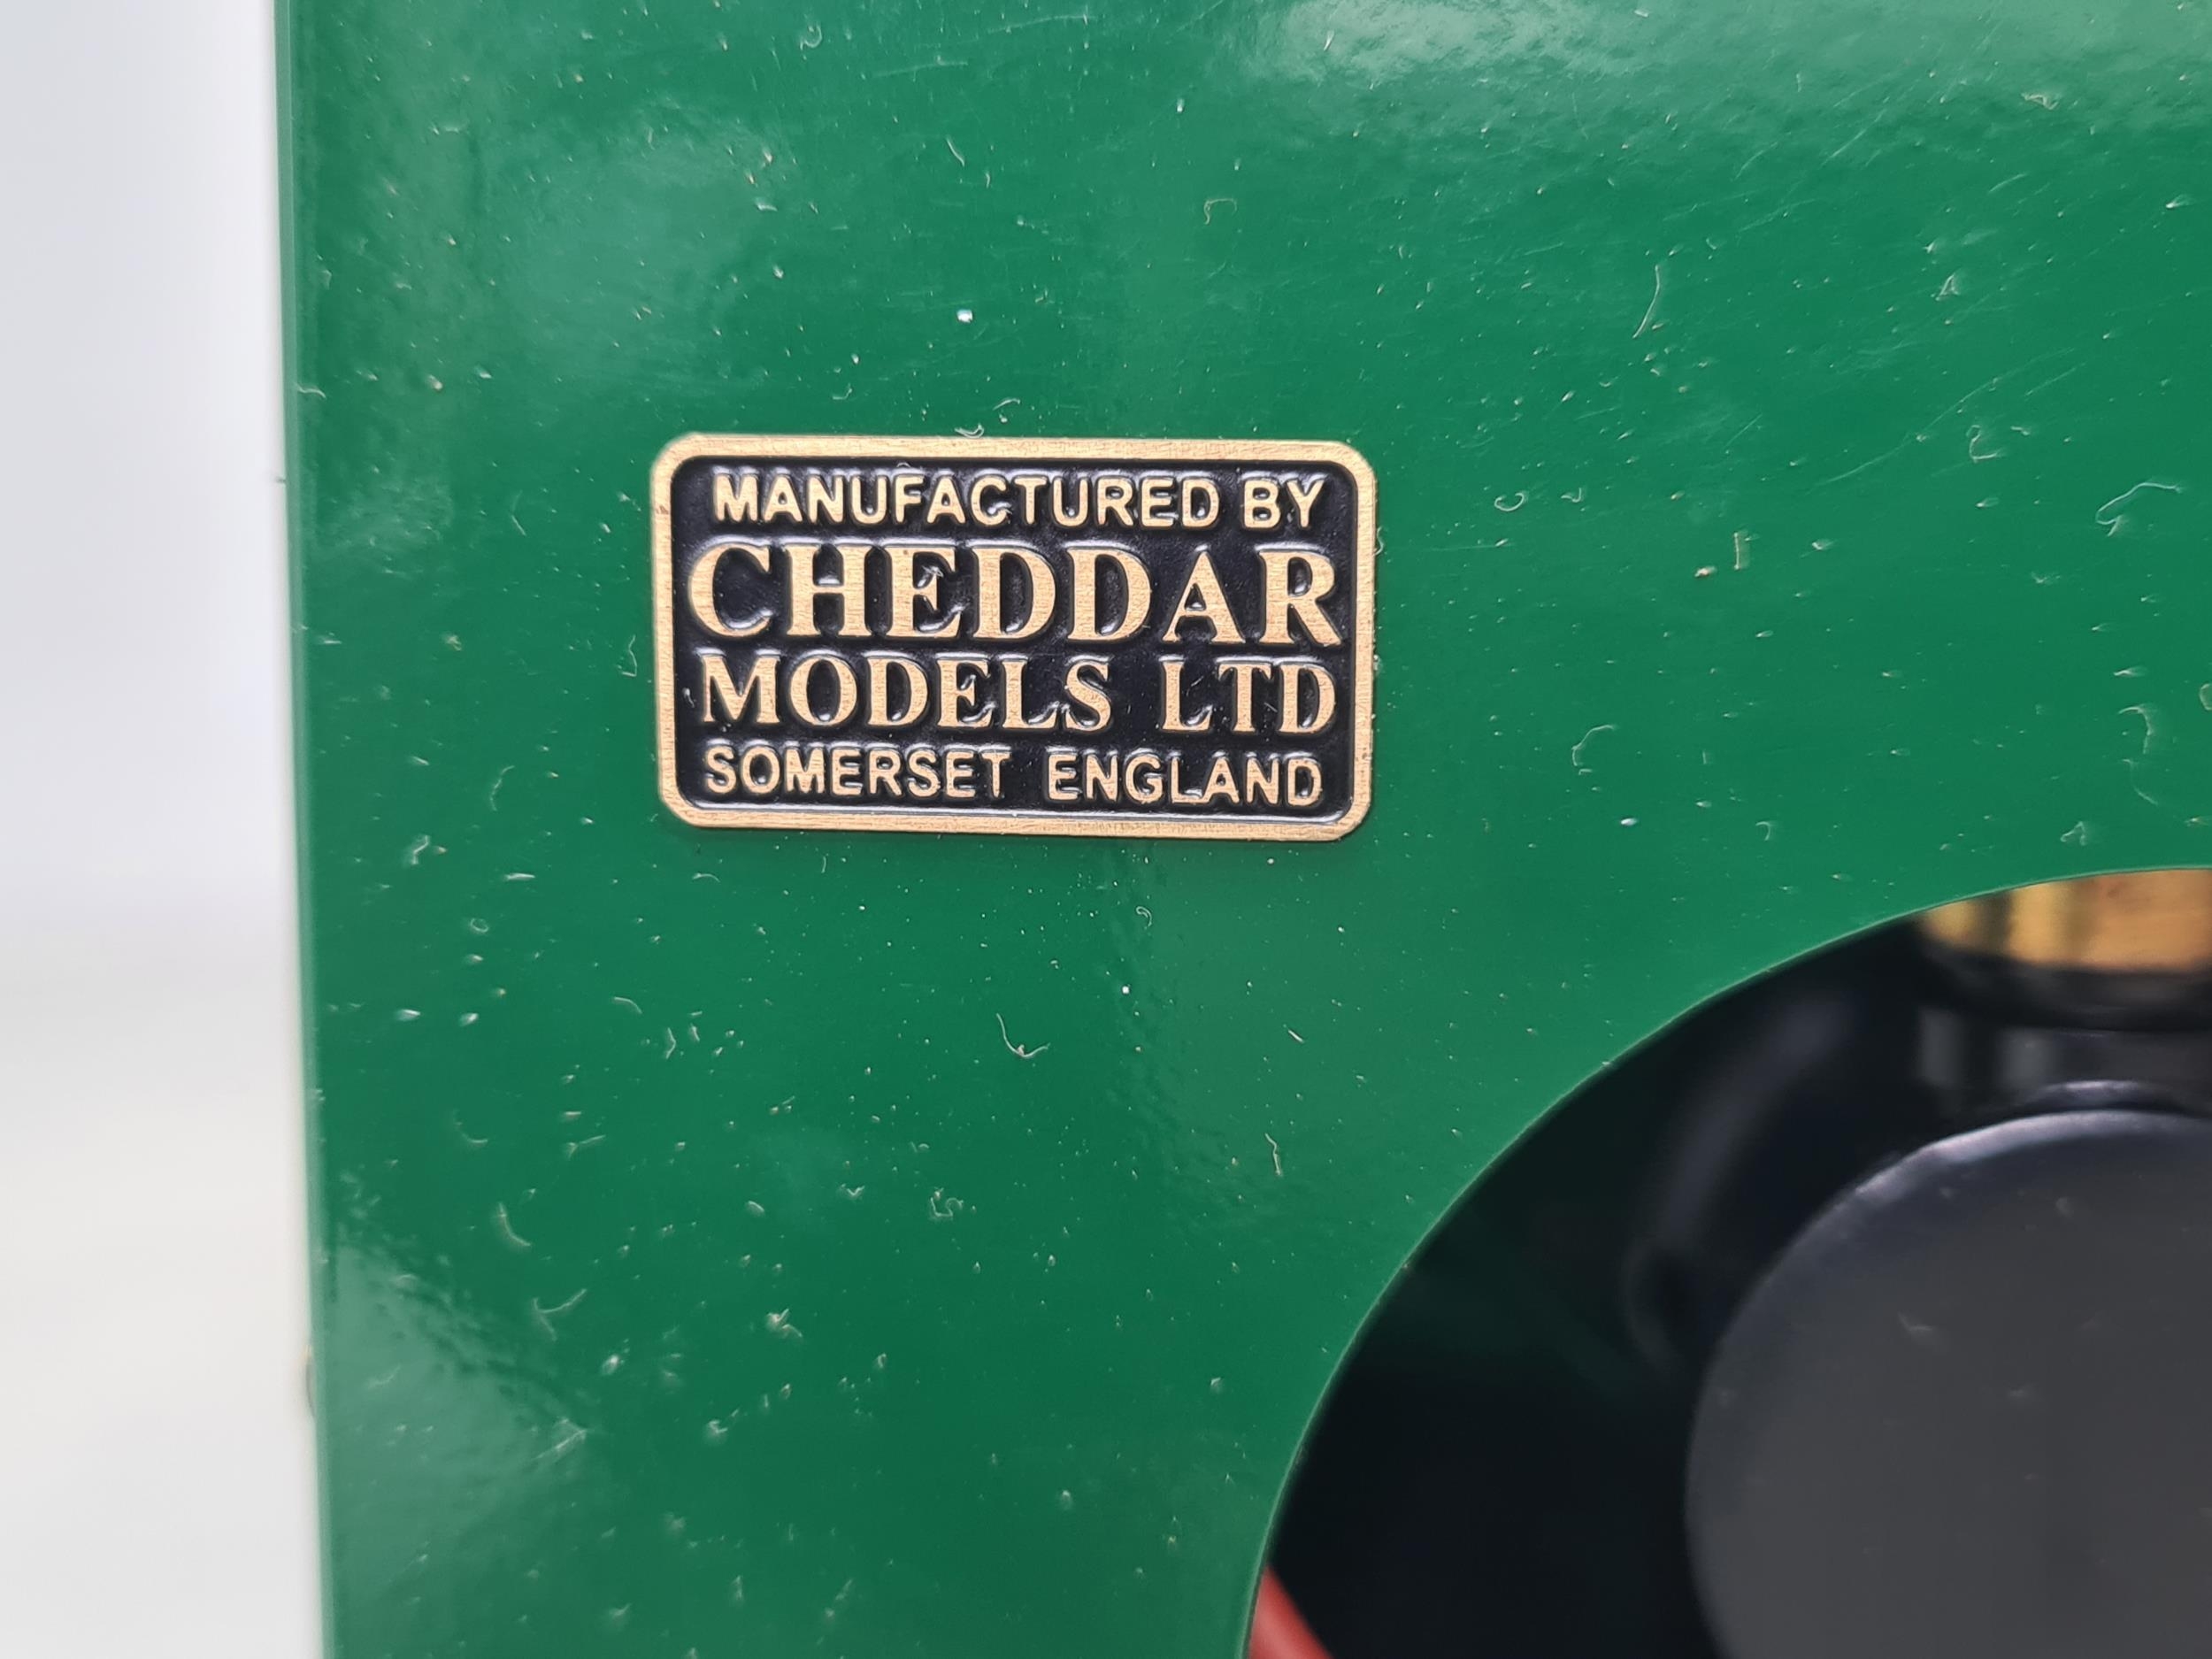 MANUFACTURED BY
CHEDDAR
MODELS LTD
SOMERSET ENGLAND